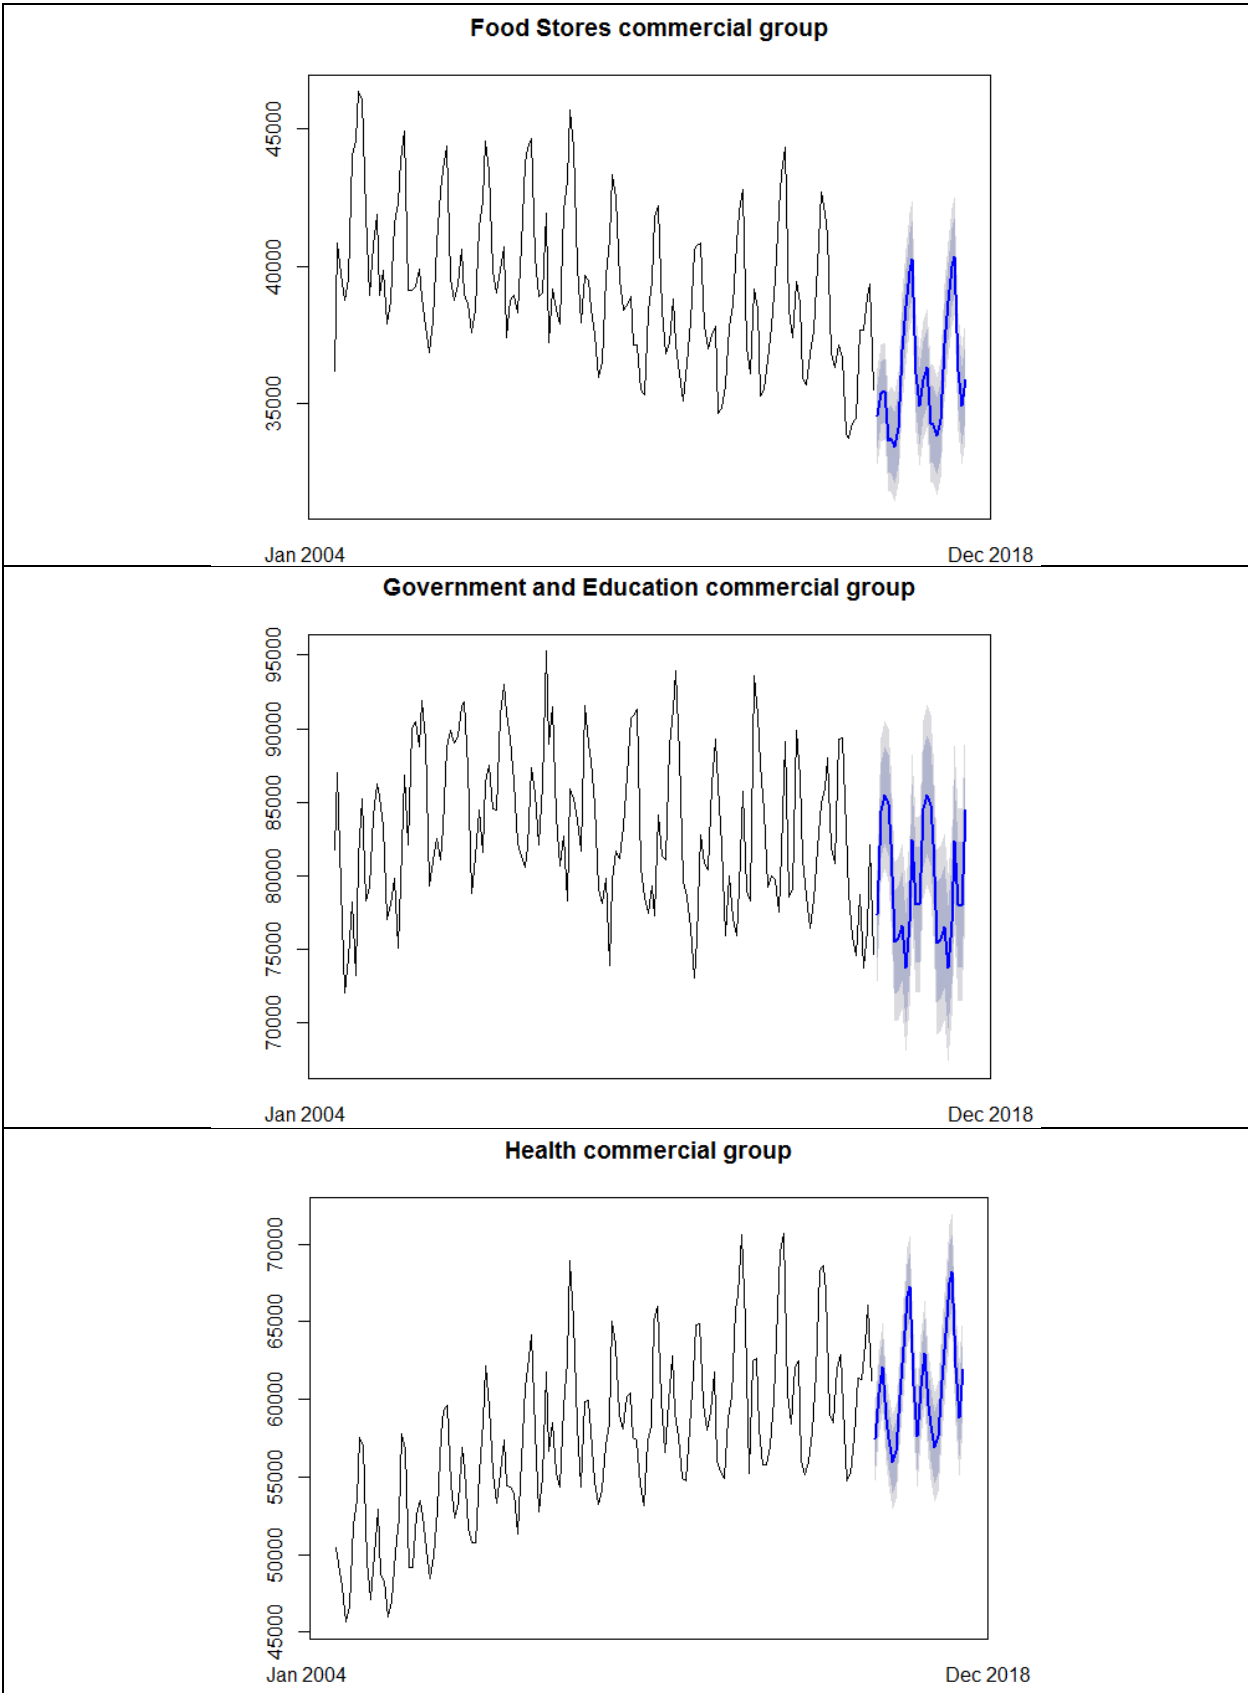 Food Stores commercial group
45000
40000
35000
Jan 2004 Dec 2018
Government and Education commercial group
95000
90000
85000
80000
75000
70000
Jan 2004 Dec 2018
Health commercial group
70000
65000
60000
55000
50000
45000
Jan 2004 Dec 2018